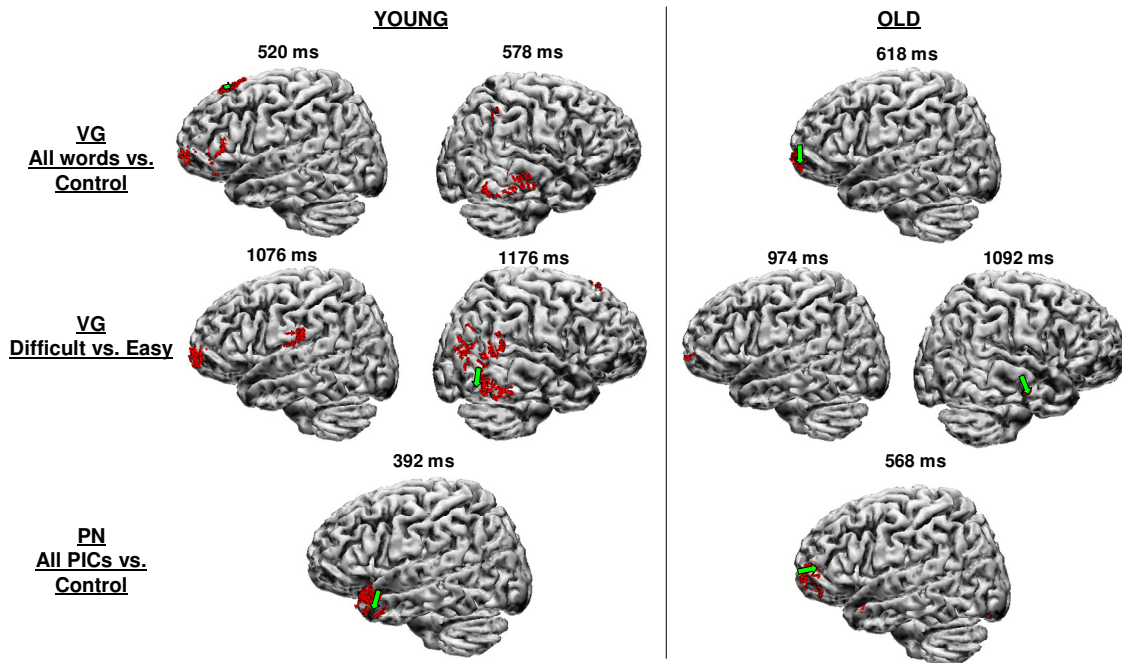 YOUNG
OLD
520 ms
578 ms
618 ms
VG
All words vs.
Control
1076 ms
1176 ms
974 ms
1092 ms
VG
Difficult vs. Easy
392 ms
568 ms
PN
All PICs vs.
Control